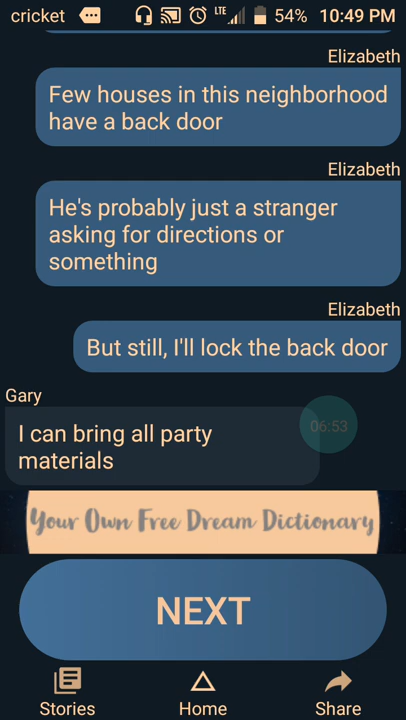 cricket LTE 54% 10:49 PM
Elizabeth
Few houses in this neighborhood
have a back door
Elizabeth
He's probably just a stranger
asking for directions or
something
Elizabeth
But still, I'll lock the back door
Gary
I can bring all party
materials
06:53
Your Own Free Dream Dictionary
NEXT
Stories Home Share